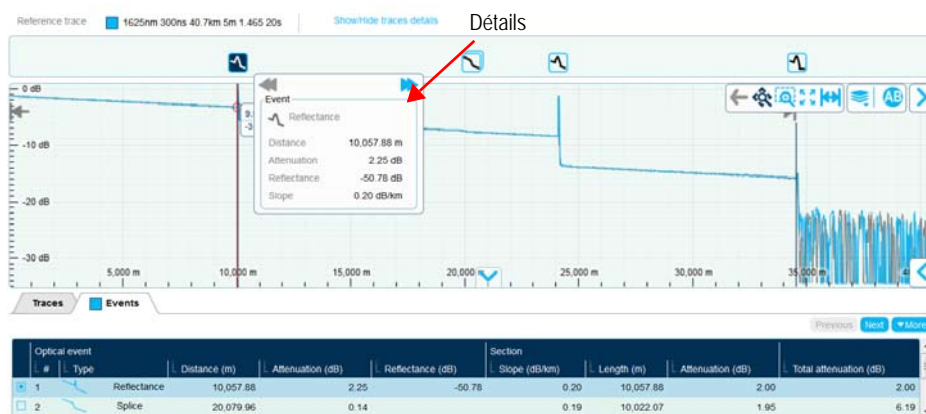 Reference trace 1625nm 300ns 40.7km 5m 1.465 20s Show/Hide traces details Détails
0 dB
Event
Reflectance
Distance 10,057.88 m
Attenuation 2.25 dB
Reflectance -50.78 dB
Slope 0.20 dB/km
AB
-10 dB
-20 dB
-30 dB
5,000 m 10,000 m 15,000 m 20,000 m 25,000 m 30,000 m 35,000 m
Traces Events
Previous Next More
Optical event Section
# Type Distance (m) Attenuation (dB) Reflectance (dB) Slope (dB/km) Length (m) Attenuation (dB) Total attenuation (dB)
1 Reflectance 10,057.88 2.25 -50.78 0.20 10,057.88 2.00 2.00
2 Splice 20,079.96 0.14 0.19 10,022.07 1.95 6.19